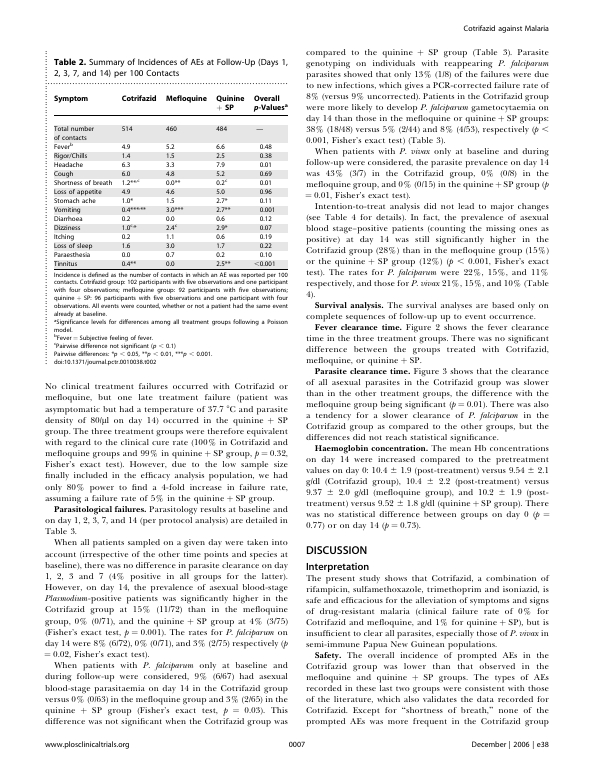 Cotrifazid against Malaria
Table 2. Summary of Incidences of AEs at Follow-Up (Days 1,
2, 3, 7, and 14) per 100 Contacts
Symptom Cotrifazid Mefloquine Quinine + SP Overall p-Valuesᵃ
Total number of contacts 514 460 484 —
Feverᵇ 4.9 5.2 6.6 0.48
Rigor/Chills 1.4 1.5 2.5 0.38
Headache 6.3 3.3 7.9 0.01
Cough 6.0 4.8 5.2 0.69
Shortness of breath 0.0** 0.01
Loss of appetite 4.9 4.6 5.0 0.96
Stomach ache 1.0* 1.5 2.7* 0.11
Vomiting 3.0*** 2.7** 0.001
Diarrhoea 0.2 0.0 0.6 0.12
Dizziness 2.9* 0.07
Itching 0.2 1.1 0.6 0.19
Loss of sleep 1.6 3.0 1.7 0.22
Paraesthesia 0.0 0.7 0.2 0.10
Tinnitus 0.4** 0.0 2.5** <0.001
Incidence is defined as the number of contacts in which an AE was reported per 100
contacts. Cotrifazid group: 102 participants with five observations and one participant
with four observations; mefloquine group: 92 participants with five observations;
quinine + SP: 96 participants with five observations and one participant with four
observations. All events were counted, whether or not a patient had the same event
already at baseline.
ᵃSignificance levels for differences among all treatment groups following a Poisson
model.
ᵇFever = Subjective feeling of fever.
ᶜPairwise difference not significant (p < 0.1)
Pairwise differences: *p < 0.05, **p < 0.01, ***p < 0.001.
doi:10.1371/journal.pctr.0010038.t002
No clinical treatment failures occurred with Cotrifazid or
mefloquine, but one late treatment failure (patient was
asymptomatic but had a temperature of 37.7 °C and parasite
density of 80/μl on day 14) occurred in the quinine + SP
group. The three treatment groups were therefore equivalent
with regard to the clinical cure rate (100% in Cotrifazid and
mefloquine groups and 99% in quinine + SP group, p = 0.32,
Fisher's exact test). However, due to the low sample size
finally included in the efficacy analysis population, we had
only 80% power to find a 4-fold increase in failure rate,
assuming a failure rate of 5% in the quinine + SP group.
Parasitological failures. Parasitology results at baseline and
on day 1, 2, 3, 7, and 14 (per protocol analysis) are detailed in
Table 3.
When all patients sampled on a given day were taken into
account (irrespective of the other time points and species at
baseline), there was no difference in parasite clearance on day
1, 2, 3 and 7 (4% positive in all groups for the latter).
However, on day 14, the prevalence of asexual blood-stage
Plasmodium-positive patients was significantly higher in the
Cotrifazid group at 15% (11/72) than in the mefloquine
group, 0% (0/71), and the quinine + SP group at 4% (3/75)
(Fisher's exact test, p = 0.001). The rates for P. falciparum on
day 14 were 8% (6/72), 0% (0/71), and 3% (2/75) respectively (p
= 0.02, Fisher's exact test).
When patients with P. falciparum only at baseline and
during follow-up were considered, 9% (6/67) had asexual
blood-stage parasitaemia on day 14 in the Cotrifazid group
versus 0% (0/63) in the mefloquine group and 3% (2/65) in the
quinine + SP group (Fisher's exact test, p = 0.03). This
difference was not significant when the Cotrifazid group was
compared to the quinine + SP group (Table 3). Parasite
genotyping on individuals with reappearing P. falciparum
parasites showed that only 13% (1/8) of the failures were due
to new infections, which gives a PCR-corrected failure rate of
8% (versus 9% uncorrected). Patients in the Cotrifazid group
were more likely to develop P. falciparum gametocytaemia on
day 14 than those in the mefloquine or quinine + SP groups:
38% (18/48) versus 5% (2/44) and 8% (4/53), respectively (p <
0.001, Fisher's exact test) (Table 3).
When patients with P. vivax only at baseline and during
follow-up were considered, the parasite prevalence on day 14
was 43% (3/7) in the Cotrifazid group, 0% (0/8) in the
mefloquine group, and 0% (0/15) in the quinine + SP group (p
= 0.01, Fisher's exact test).
Intention-to-treat analysis did not lead to major changes
(see Table 4 for details). In fact, the prevalence of asexual
blood stage–positive patients (counting the missing ones as
positive) at day 14 was still significantly higher in the
Cotrifazid group (28%) than in the mefloquine group (15%)
or the quinine + SP group (12%) (p < 0.001, Fisher's exact
test). The rates for P. falciparum were 22%, 15%, and 11%
respectively, and those for P. vivax 21%, 15%, and 10% (Table
4).
Survival analysis. The survival analyses are based only on
complete sequences of follow-up up to event occurrence.
Fever clearance time. Figure 2 shows the fever clearance
time in the three treatment groups. There was no significant
difference between the groups treated with Cotrifazid,
mefloquine, or quinine + SP.
Parasite clearance time. Figure 3 shows that the clearance
of all asexual parasites in the Cotrifazid group was slower
than in the other treatment groups, the difference with the
mefloquine group being significant (p = 0.01). There was also
a tendency for a slower clearance of P. falciparum in the
Cotrifazid group as compared to the other groups, but the
differences did not reach statistical significance.
Haemoglobin concentration. The mean Hb concentrations
on day 14 were increased compared to the pretreatment
values on day 0: 10.4 ± 1.9 (post-treatment) versus 9.54 ± 2.1
g/dl (Cotrifazid group), 10.4 ± 2.2 (post-treatment) versus
9.37 ± 2.0 g/dl (mefloquine group), and 10.2 ± 1.9 (post-
treatment) versus 9.52 ± 1.8 g/dl (quinine + SP group). There
was no statistical difference between groups on day 0 (p =
0.77) or on day 14 (p = 0.73).
DISCUSSION
Interpretation
The present study shows that Cotrifazid, a combination of
rifampicin, sulfamethoxazole, trimethoprim and isoniazid, is
safe and efficacious for the alleviation of symptoms and signs
of drug-resistant malaria (clinical failure rate of 0% for
Cotrifazid and mefloquine, and 1% for quinine + SP), but is
insufficient to clear all parasites, especially those of P. vivax in
semi-immune Papua New Guinean populations.
Safety. The overall incidence of prompted AEs in the
Cotrifazid group was lower than that observed in the
mefloquine and quinine + SP groups. The types of AEs
recorded in these last two groups were consistent with those
of the literature, which also validates the data recorded for
Cotrifazid. Except for "shortness of breath," none of the
prompted AEs was more frequent in the Cotrifazid group
www.plosclinicaltrials.org 0007 December | 2006 | e38